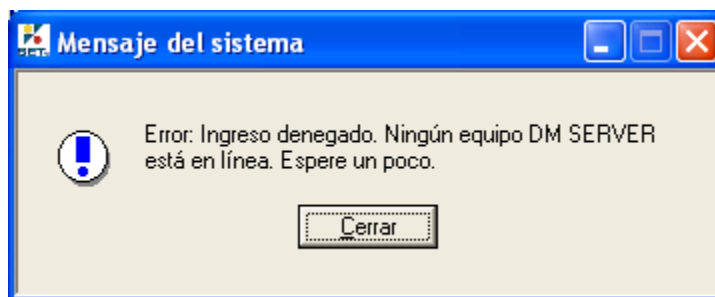 Mensaje del sistema
Error: Ingreso denegado. Ningún equipo DM SERVER
está en línea. Espere un poco.
Cerrar